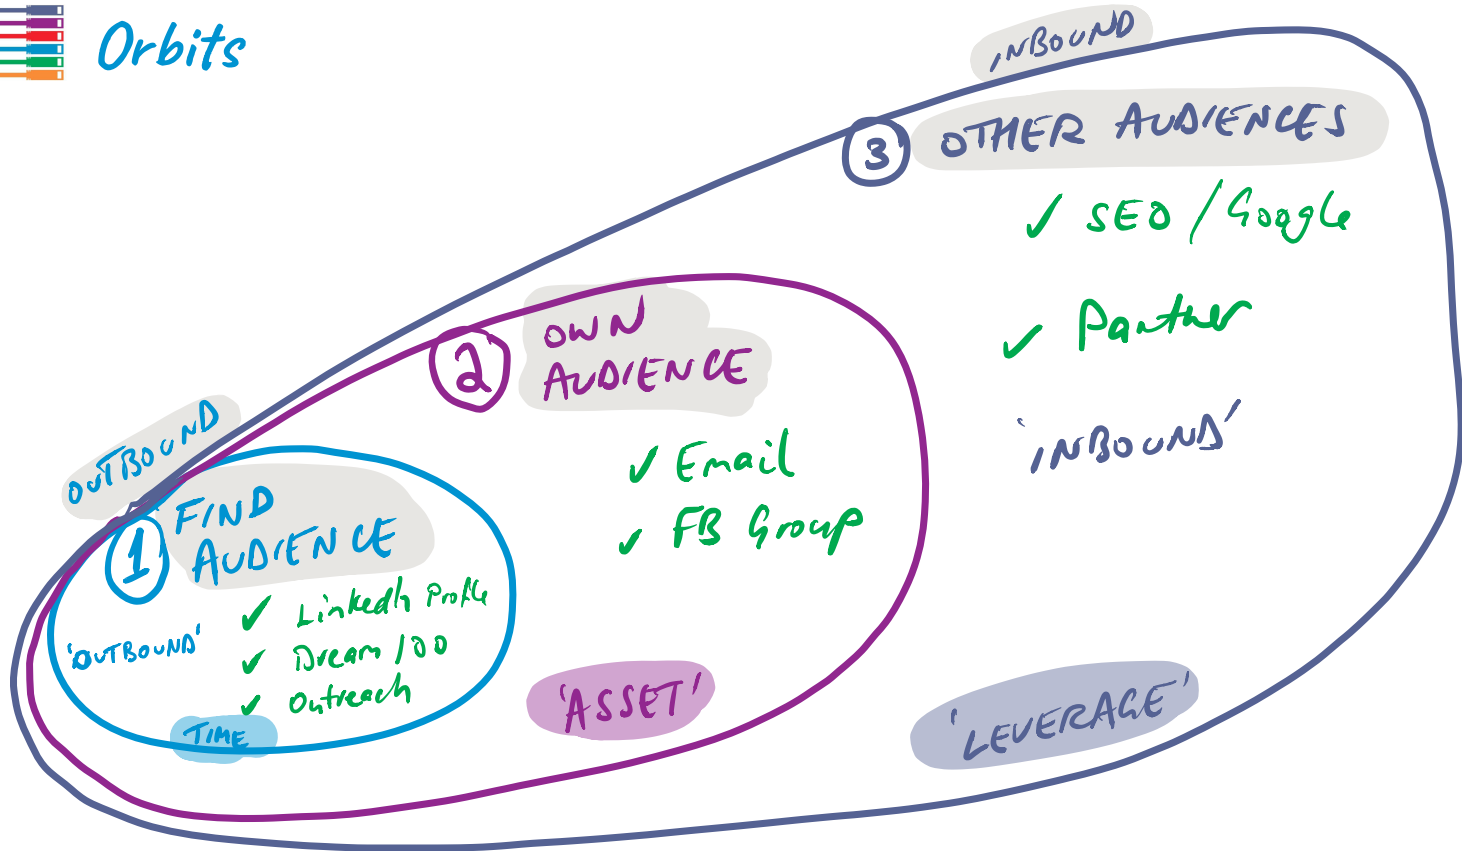 Orbits
INBOUND
3
OTHER AUDIENCES
✓ SEO / Google
✓ Partner
'INBOUND'
'LEVERAGE'
2
OWN
AUDIENCE
✓ Email
✓ FB Group
'ASSET'
OUTBOUND
1
FIND
AUDIENCE
✓ LinkedIn Profile
'OUTBOUND'
✓ Dream 100
✓ Outreach
TIME